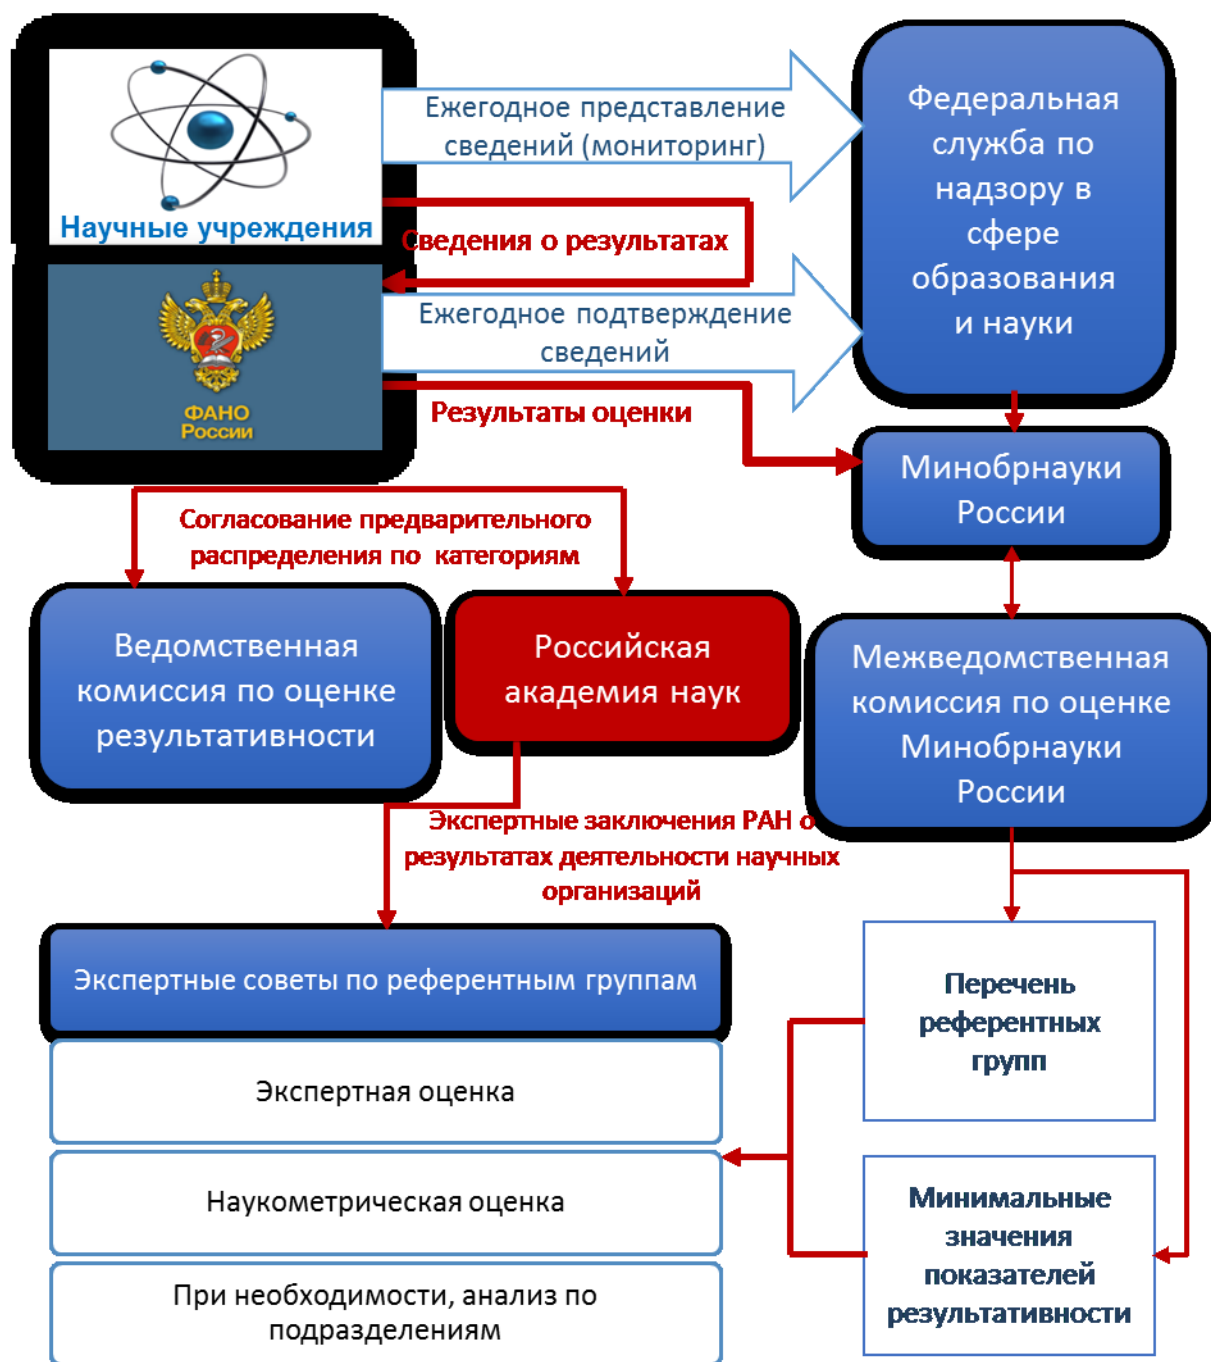 Научные учреждения
Ежегодное представление
сведений (мониторинг)
Федеральная
служба по
надзору в
сфере
образования
и науки
Сведения о результатах
ФАНО
России
Ежегодное подтверждение
сведений
Результаты оценки
Минобрнауки
России
Согласование предварительного
распределения по категориям
Ведомственная
комиссия по оценке
результативности
Российская
академия наук
Межведомственная
комиссия по оценке
Минобрнауки
России
Экспертные заключения РАН о
результатах деятельности научных
организаций
Экспертные советы по референтным группам
Экспертная оценка
Наукометрическая оценка
При необходимости, анализ по
подразделениям
Перечень
референтных
групп
Минимальные
значения
показателей
результативности